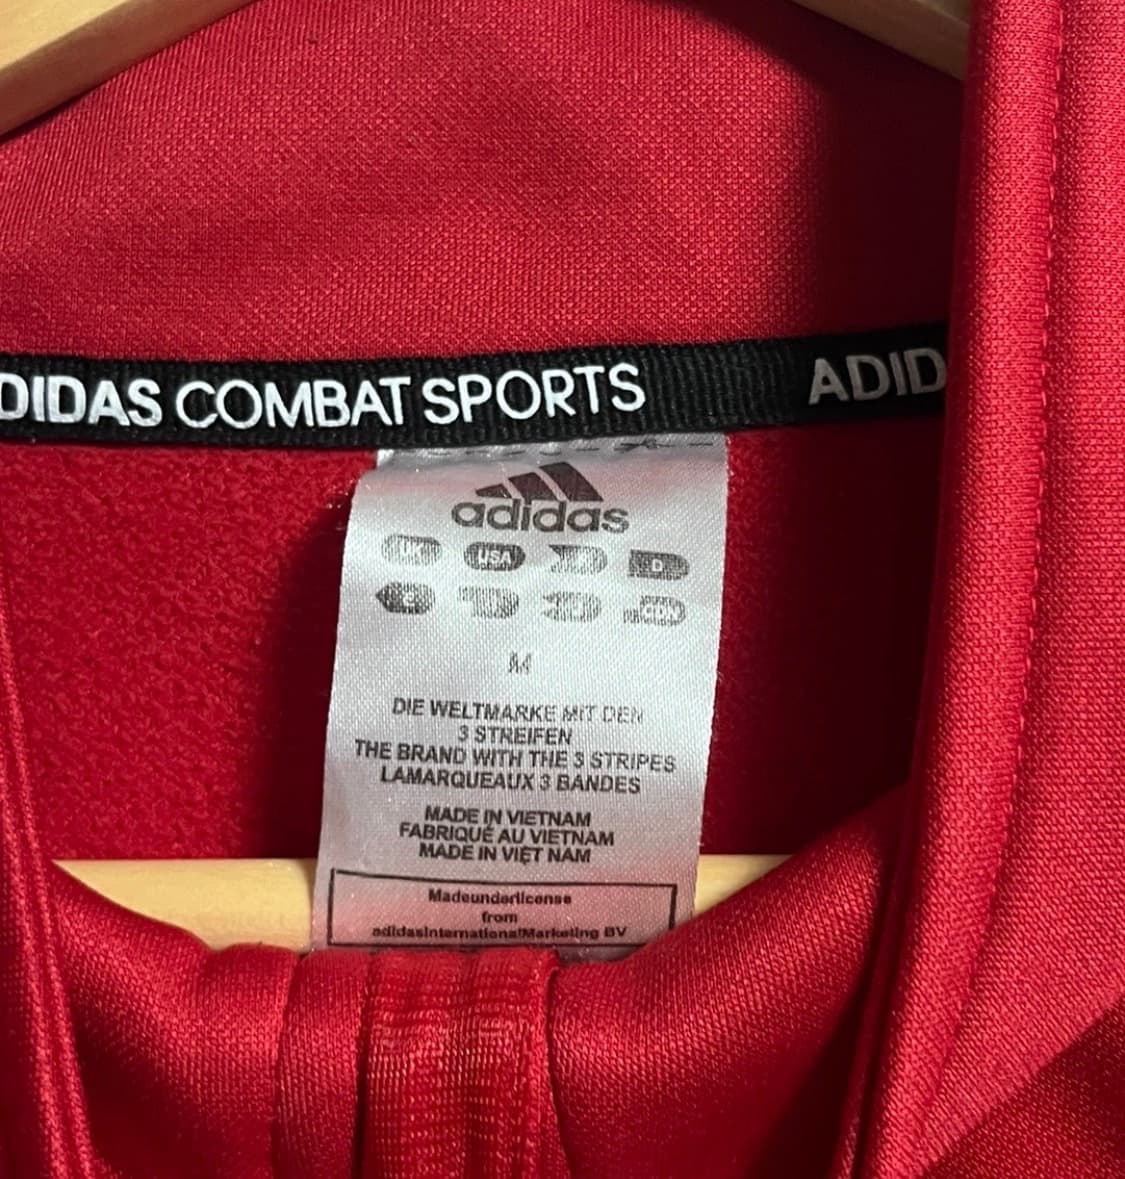 DIDAS COMBAT SPORTS ADID
adidas
UK USA D
CDN
M
DIE WELTMARKE MIT DEN
3 STREIFEN
THE BRAND WITH THE 3 STRIPES
LAMARQUEAUX 3 BANDES
MADE IN VIETNAM
FABRIQUÉ AU VIETNAM
MADE IN VIỆT NAM
Madeunderlicense
from
adidasInternationalMarketing BV